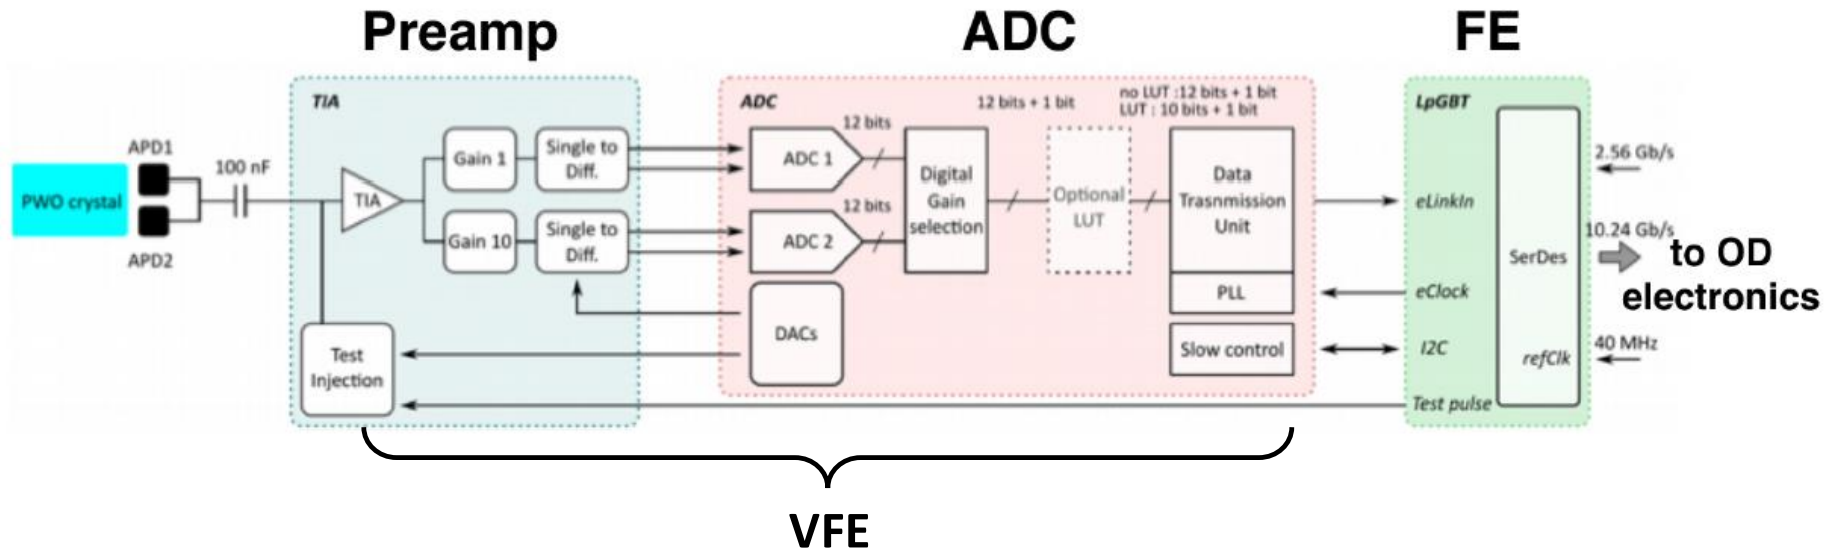 Preamp
ADC
FE
TIA
ADC
12 bits + 1 bit
no LUT :12 bits + 1 bit
LUT : 10 bits + 1 bit
LpGBT
PWO crystal
APD1
APD2
100 nF
TIA
Gain 1
Single to
Diff.
Gain 10
Single to
Diff.
Test
Injection
12 bits
ADC 1
12 bits
ADC 2
DACs
Digital
Gain
selection
Optional
LUT
Data
Trasnmission
Unit
PLL
Slow control
eLinkIn
eClock
I2C
Test pulse
SerDes
refClk
2.56 Gb/s
10.24 Gb/s
to OD
electronics
40 MHz
VFE